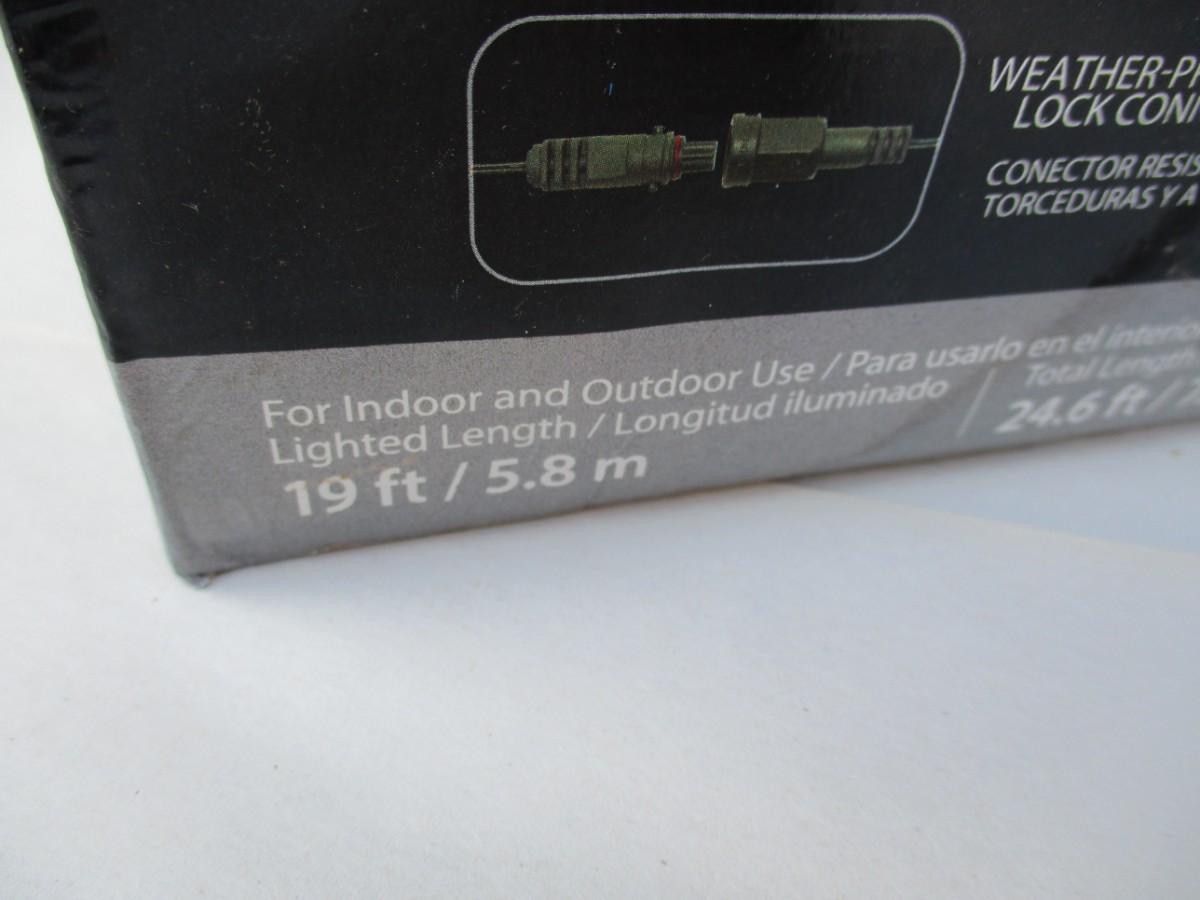 WEATHER-P
LOCK CON
CONECTOR RESIS
TORCEDURAS Y A
For Indoor and Outdoor Use / Para usarlo en el interio
Lighted Length / Longitud iluminado
19 ft / 5.8 m
Total Length
24.6 ft /